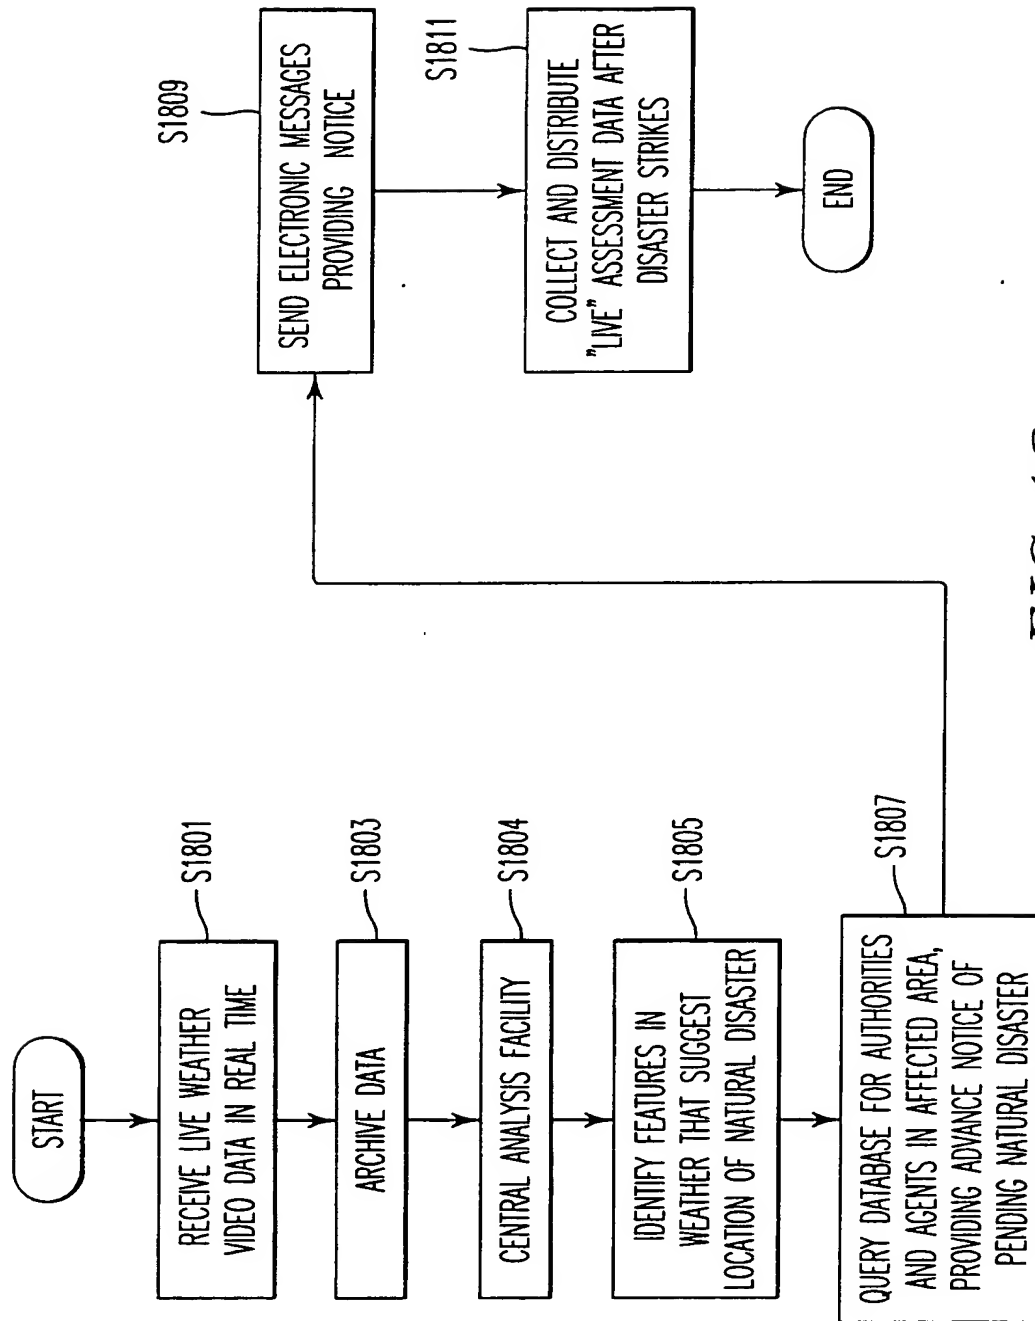 START
RECEIVE LIVE WEATHER
VIDEO DATA IN REAL TIME
S1801
ARCHIVE DATA
S1803
CENTRAL ANALYSIS FACILITY
S1804
IDENTIFY FEATURES IN
WEATHER THAT SUGGEST
LOCATION OF NATURAL DISASTER
S1805
QUERY DATABASE FOR AUTHORITIES
AND AGENTS IN AFFECTED AREA,
PROVIDING ADVANCE NOTICE OF
PENDING NATURAL DISASTER
S1807
SEND ELECTRONIC MESSAGES
PROVIDING NOTICE
S1809
COLLECT AND DISTRIBUTE
"LIVE" ASSESSMENT DATA AFTER
DISASTER STRIKES
S1811
END